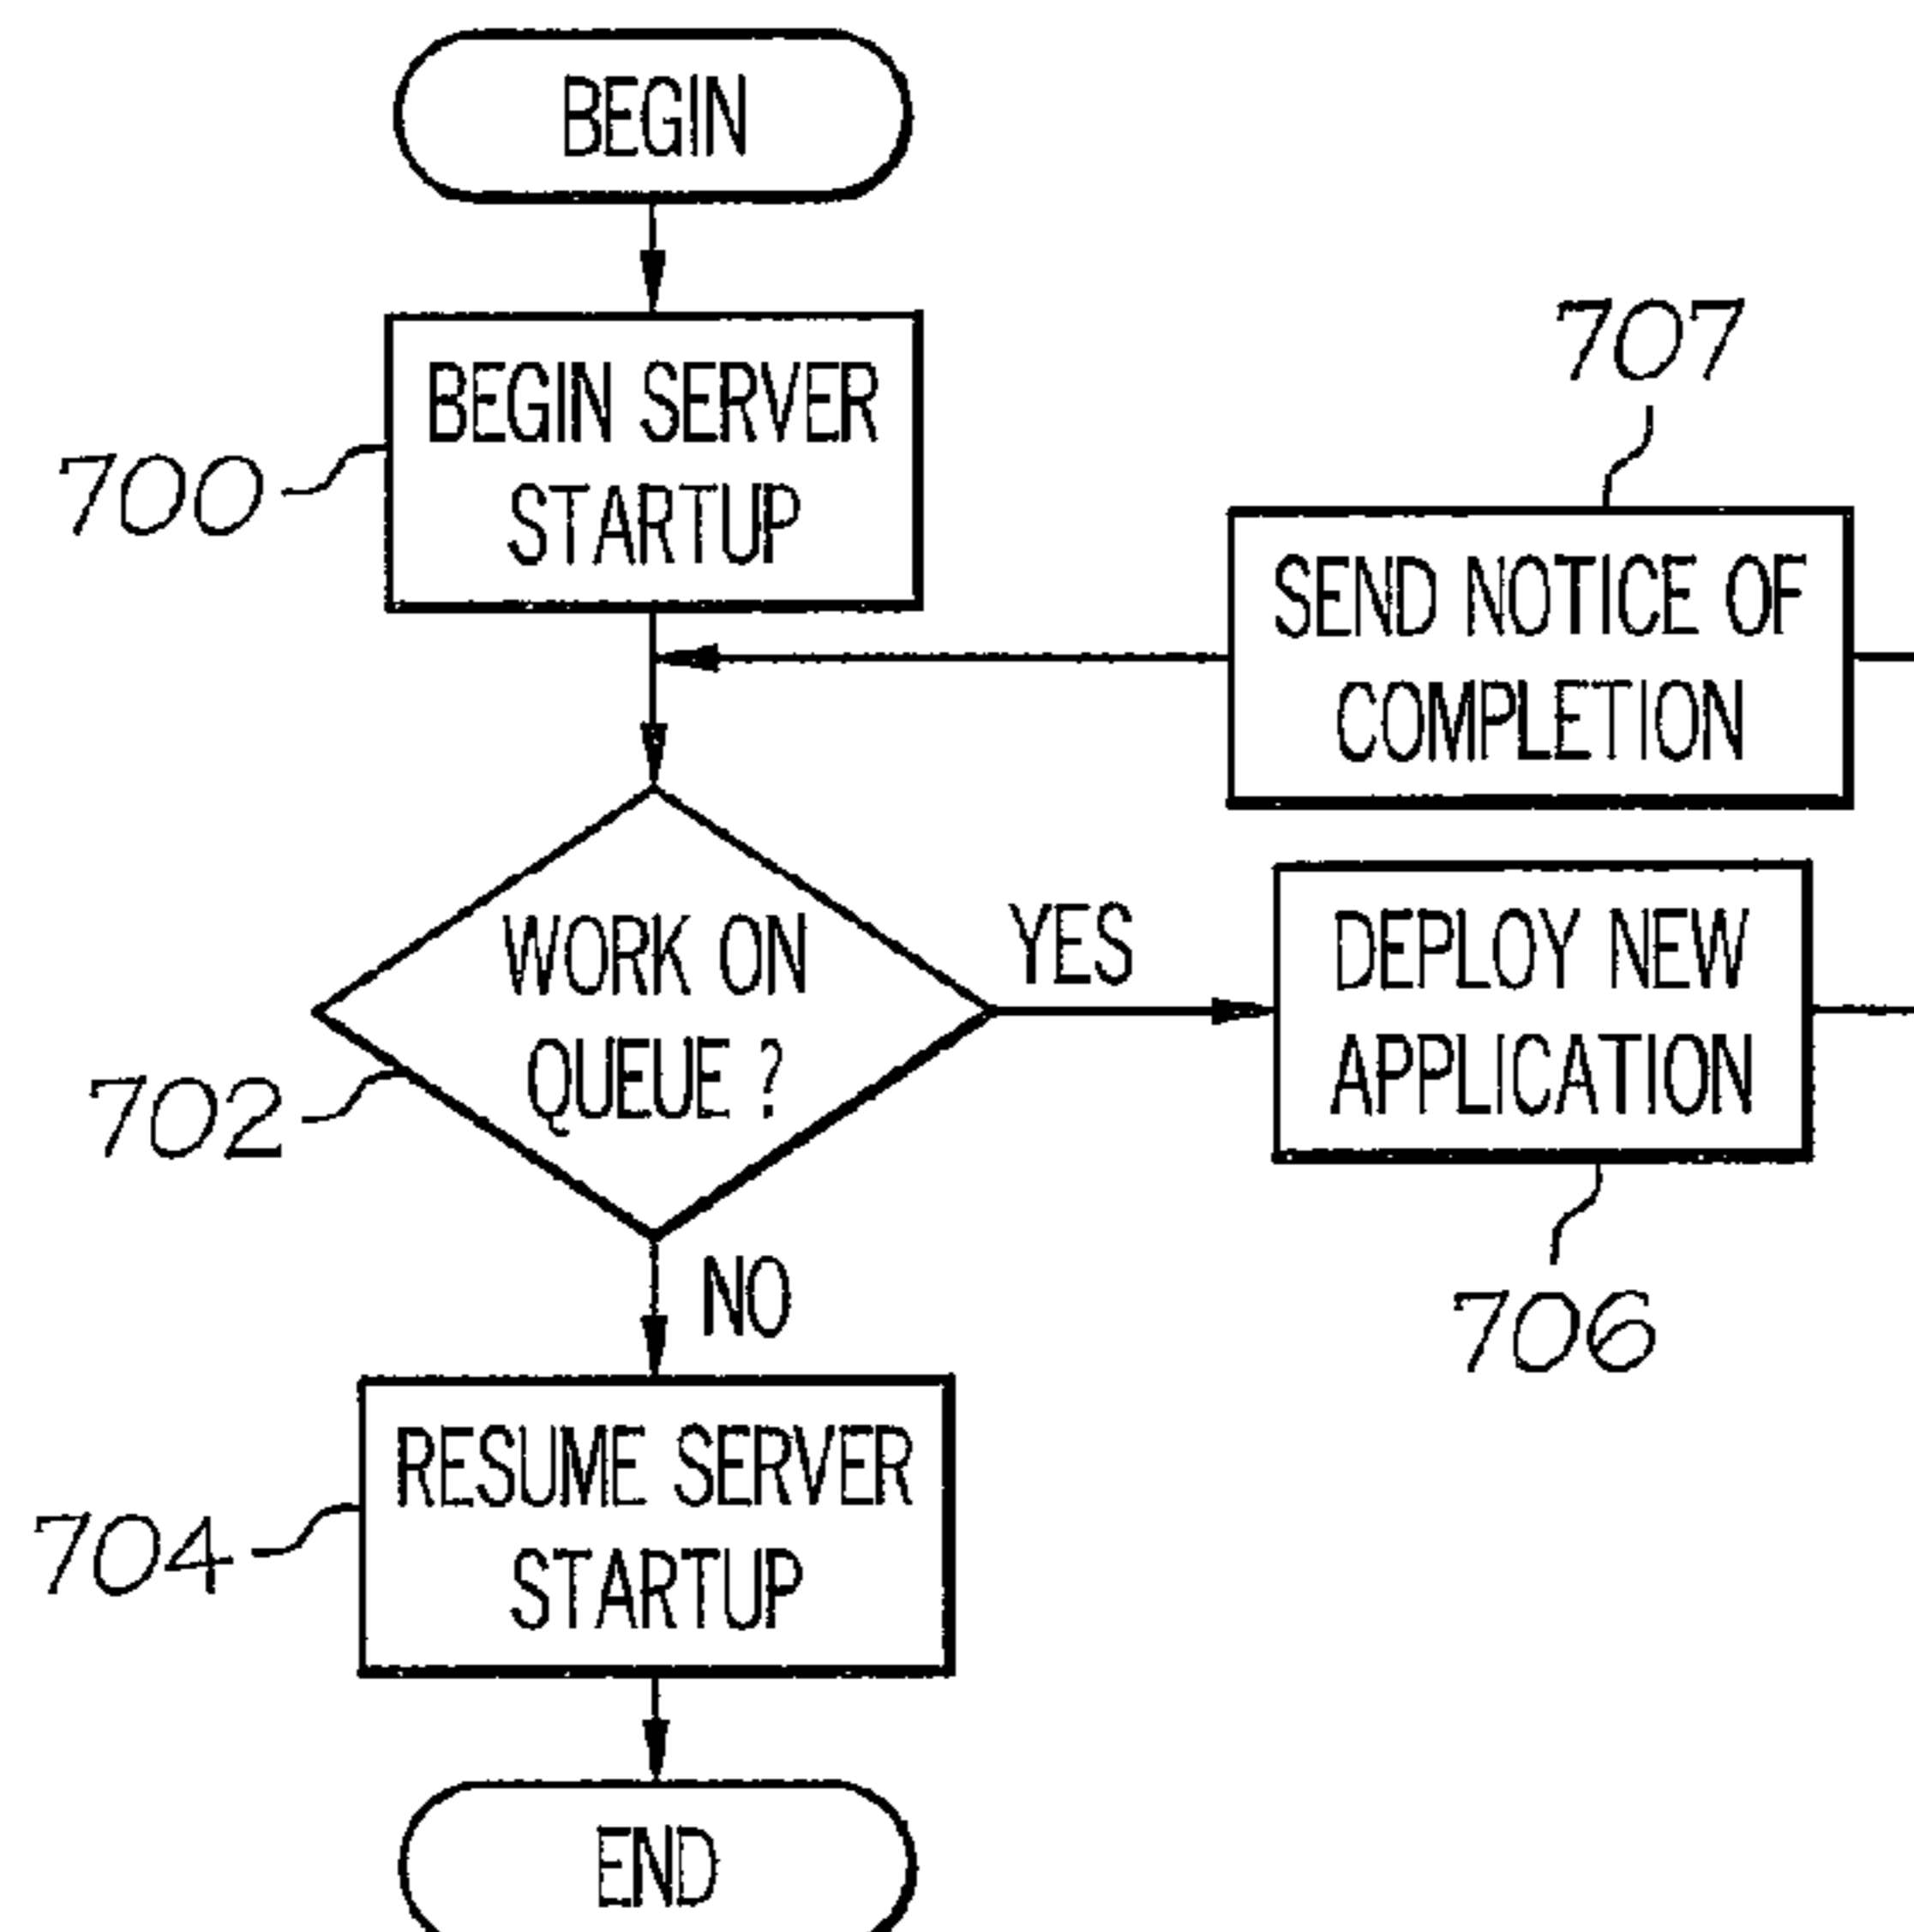 BEGIN
BEGIN SERVER
STARTUP
700
707
SEND NOTICE OF
COMPLETION
WORK ON
QUEUE ?
702
YES
DEPLOY NEW
APPLICATION
706
NO
RESUME SERVER
STARTUP
704
END